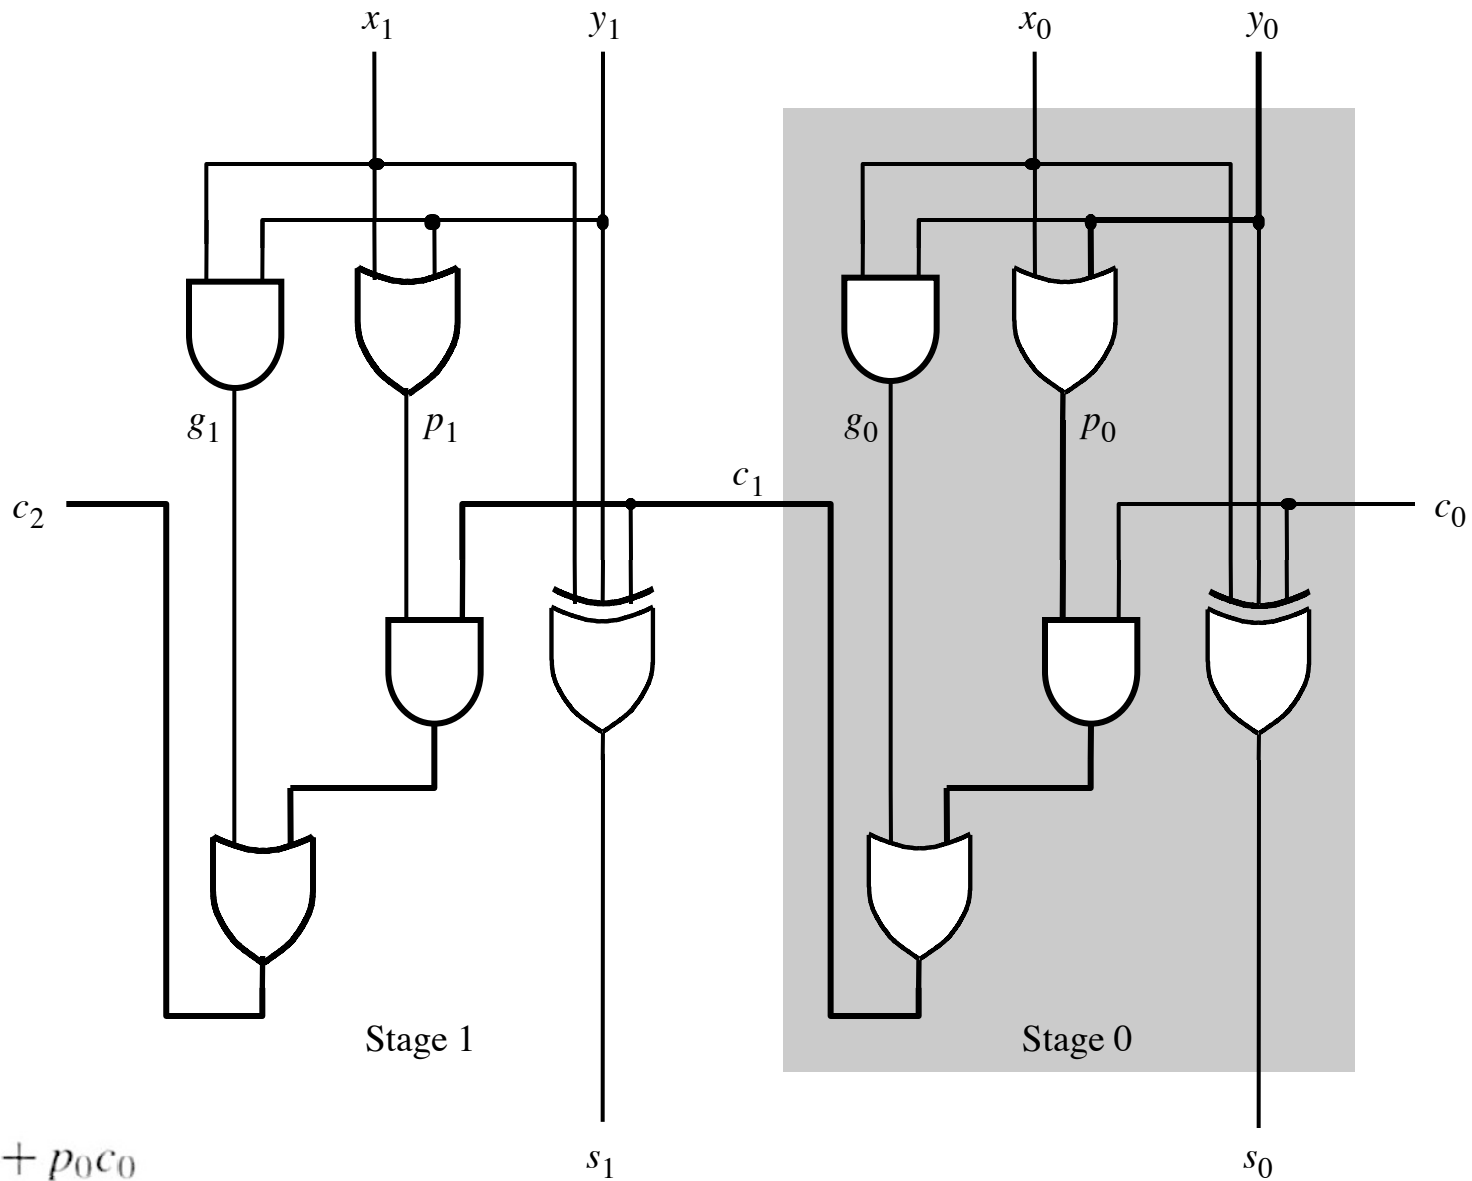 x₁ y₁ x₀ y₀
g₁ p₁ g₀ p₀
c₂ c₁ c₀
Stage 1 Stage 0
+ p₀c₀ s₁ s₀